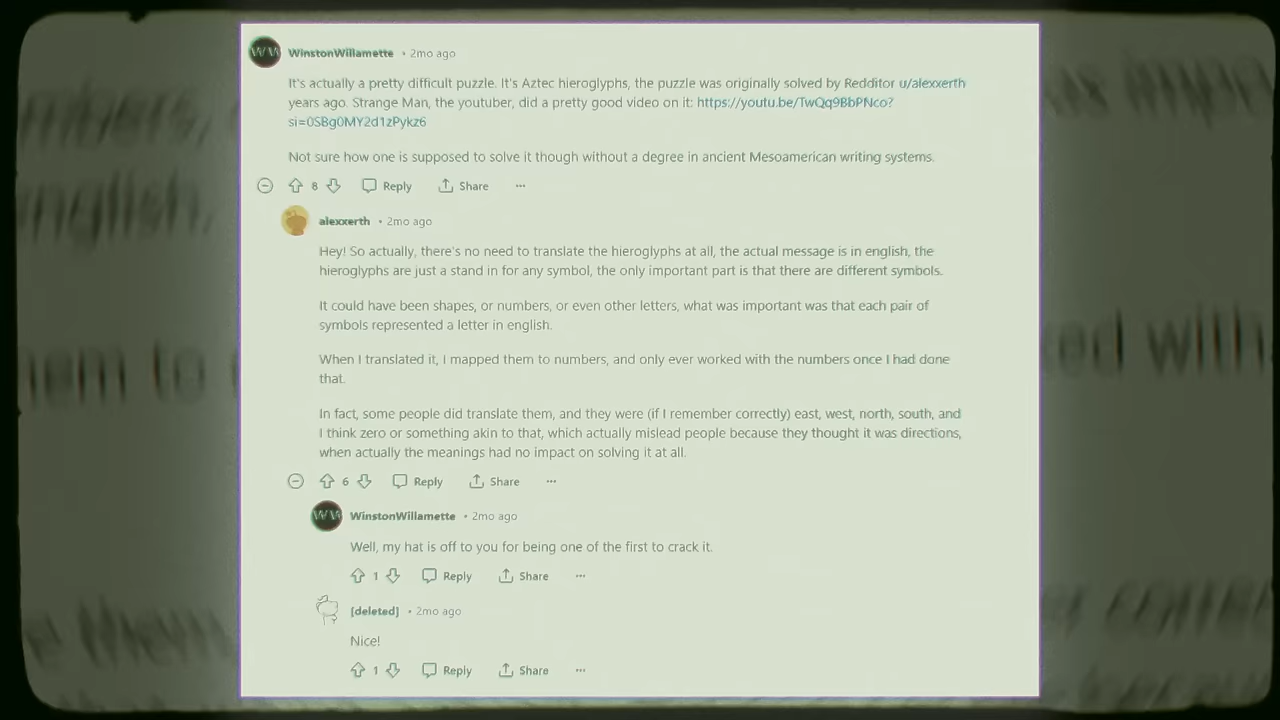 WinstonWillamette • 2mo ago
It's actually a pretty difficult puzzle. It's Aztec hieroglyphs, the puzzle was originally solved by Redditor u/alexxerth
years ago. Strange Man, the youtuber, did a pretty good video on it: https://youtu.be/TwQq9BbPNco?
si=0SBg0MY2d1zPykz6
Not sure how one is supposed to solve it though without a degree in ancient Mesoamerican writing systems.
8 Reply Share ...
alexxerth • 2mo ago
Hey! So actually, there's no need to translate the hieroglyphs at all, the actual message is in english, the
hieroglyphs are just a stand in for any symbol, the only important part is that there are different symbols.
It could have been shapes, or numbers, or even other letters, what was important was that each pair of
symbols represented a letter in english.
When I translated it, I mapped them to numbers, and only ever worked with the numbers once I had done
that.
In fact, some people did translate them, and they were (if I remember correctly) east, west, north, south, and
I think zero or something akin to that, which actually mislead people because they thought it was directions,
when actually the meanings had no impact on solving it at all.
6 Reply Share ...
WinstonWillamette • 2mo ago
Well, my hat is off to you for being one of the first to crack it.
1 Reply Share ...
[deleted] • 2mo ago
Nice!
1 Reply Share ...